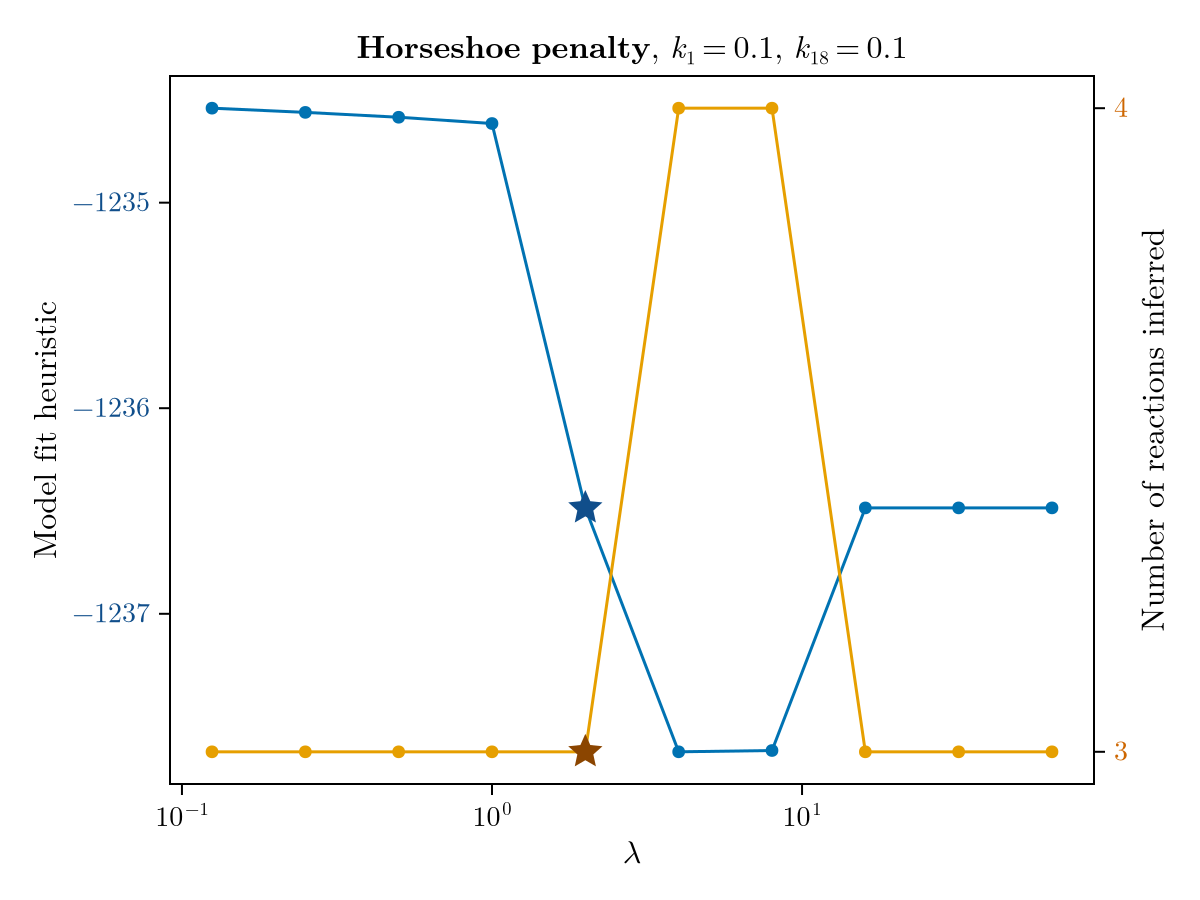 Horseshoe penalty, k₁ = 0.1, k₁₈ = 0.1
Model fit heuristic
−1235
−1236
−1237
4
3
Number of reactions inferred
10⁻¹
10⁰
10¹
λ